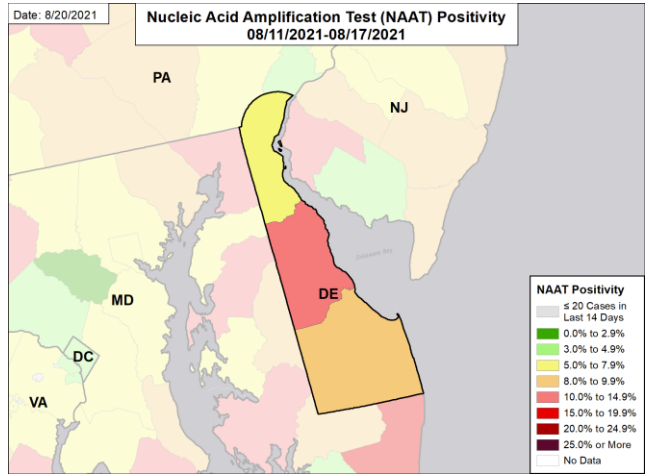 Date: 8/20/2021
Nucleic Acid Amplification Test (NAAT) Positivity
08/11/2021-08/17/2021
PA
NJ
Delaware Bay
DE
MD
DC
VA
NAAT Positivity
≤ 20 Cases in
Last 14 Days
0.0% to 2.9%
3.0% to 4.9%
5.0% to 7.9%
8.0% to 9.9%
10.0% to 14.9%
15.0% to 19.9%
20.0% to 24.9%
25.0% or More
No Data